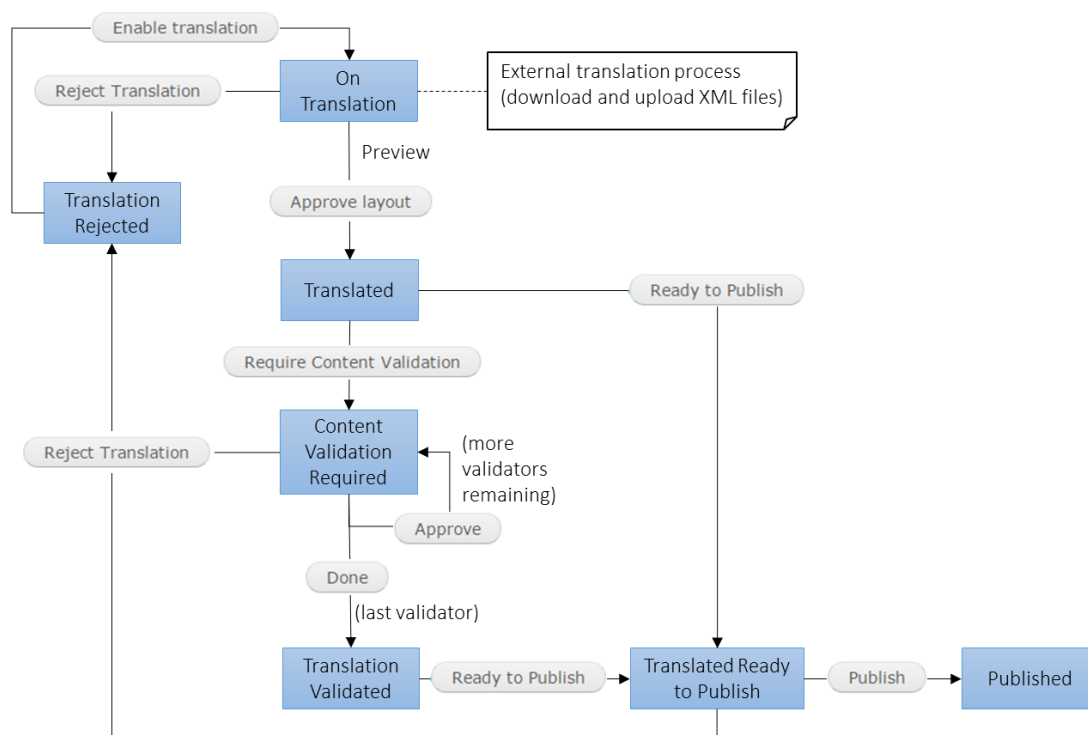 Enable translation
On
Translation
External translation process
(download and upload XML files)
Reject Translation
Preview
Translation
Rejected
Approve layout
Translated
Ready to Publish
Require Content Validation
Content
Validation
Required
Reject Translation
(more
validators
remaining)
Approve
Done
(last validator)
Translation
Validated
Ready to Publish
Translated Ready
to Publish
Publish
Published